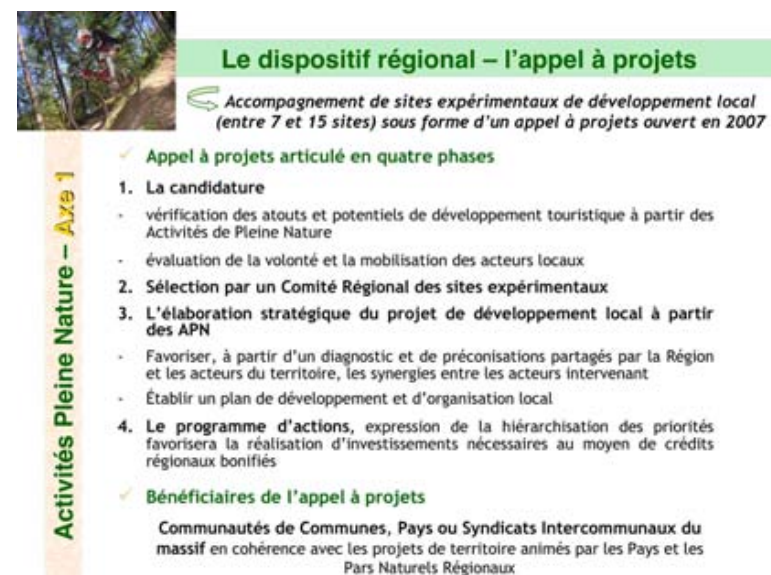 Le dispositif régional – l'appel à projets
Accompagnement de sites expérimentaux de développement local
(entre 7 et 15 sites) sous forme d'un appel à projets ouvert en 2007
Activités Pleine Nature – Axe 1
✓ Appel à projets articulé en quatre phases
1. La candidature
- vérification des atouts et potentiels de développement touristique à partir des
Activités de Pleine Nature
- évaluation de la volonté et la mobilisation des acteurs locaux
2. Sélection par un Comité Régional des sites expérimentaux
3. L'élaboration stratégique du projet de développement local à partir
des APN
- Favoriser, à partir d'un diagnostic et de préconisations partagés par la Région
et les acteurs du territoire, les synergies entre les acteurs intervenant
- Établir un plan de développement et d'organisation local
4. Le programme d'actions, expression de la hiérarchisation des priorités
favorisera la réalisation d'investissements nécessaires au moyen de crédits
régionaux bonifiés
✓ Bénéficiaires de l'appel à projets
Communautés de Communes, Pays ou Syndicats Intercommunaux du
massif en cohérence avec les projets de territoire animés par les Pays et les
Pars Naturels Régionaux